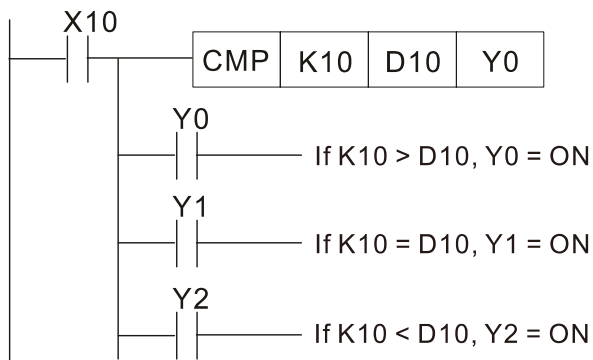 X10
CMP K10 D10 Y0
Y0
If K10 > D10, Y0 = ON
Y1
If K10 = D10, Y1 = ON
Y2
If K10 < D10, Y2 = ON